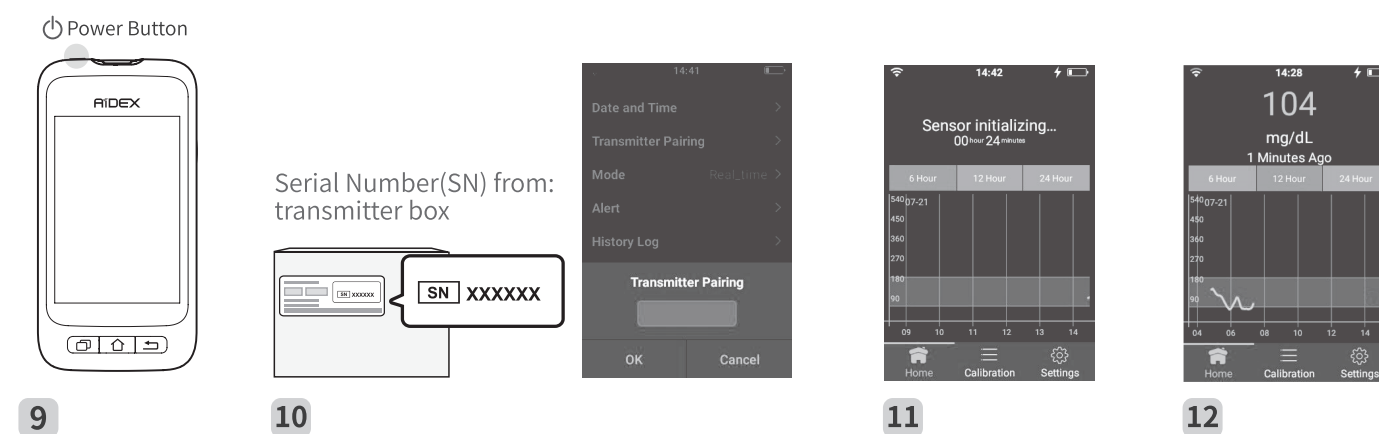 Power Button
AiDEX
9
Serial Number(SN) from:
transmitter box
SN XXXXXX
SN XXXXXX
14:41
Date and Time
Transmitter Pairing
Mode Real_time
Alert
History Log
Transmitter Pairing
OK Cancel
10
14:42
Sensor initializing...
00 hour 24 minutes
6 Hour 12 Hour 24 Hour
540 07-21
450
360
270
180
90
09 10 11 12 13 14
Home Calibration Settings
11
14:28
104
mg/dL
1 Minutes Ago
6 Hour 12 Hour 24 Hour
540 07-21
450
360
270
180
90
04 06 08 10 12 14
Home Calibration Settings
12